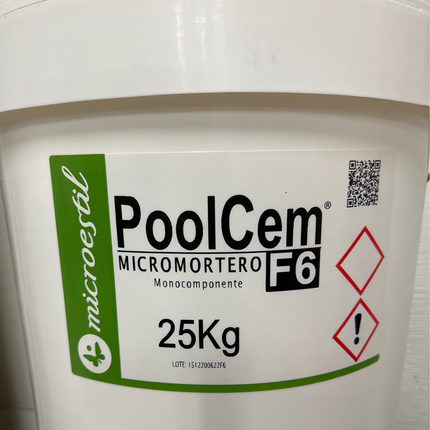 microestil
PoolCem®
MICROMORTERO F6
Monocomponente
25Kg
LOTE: 1512200622F6